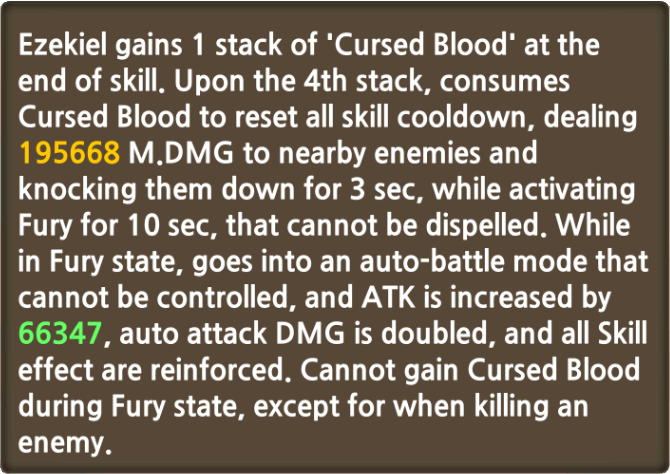 Ezekiel gains 1 stack of 'Cursed Blood' at the
end of skill. Upon the 4th stack, consumes
Cursed Blood to reset all skill cooldown, dealing
195668 M.DMG to nearby enemies and
knocking them down for 3 sec, while activating
Fury for 10 sec, that cannot be dispelled. While
in Fury state, goes into an auto-battle mode that
cannot be controlled, and ATK is increased by
66347, auto attack DMG is doubled, and all Skill
effect are reinforced. Cannot gain Cursed Blood
during Fury state, except for when killing an
enemy.